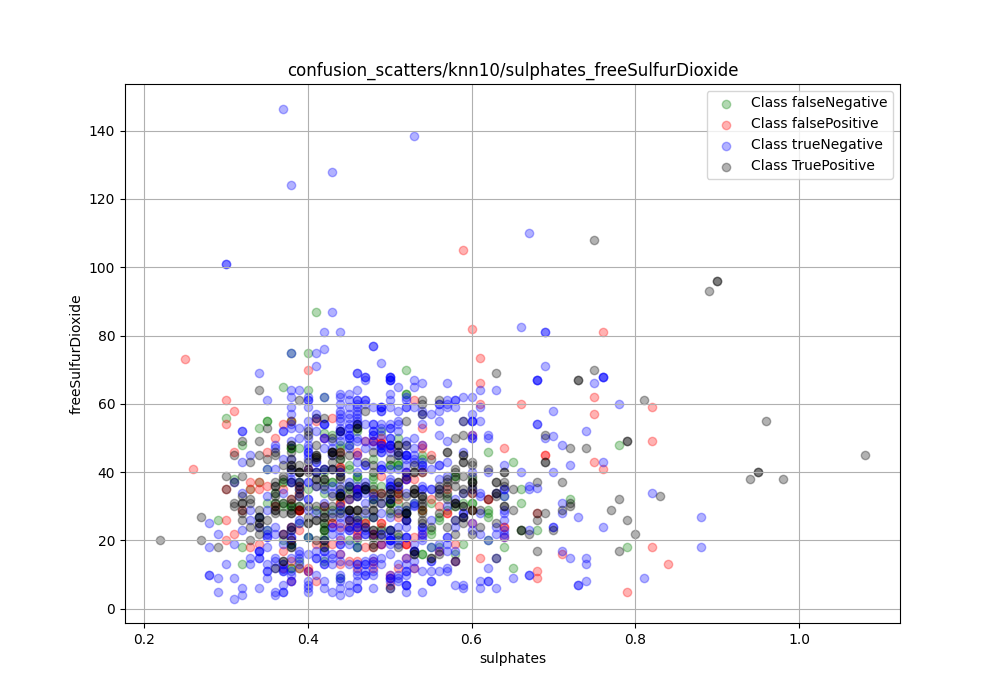 confusion_scatters/knn10/sulphates_freeSulfurDioxide
Class falseNegative
Class falsePositive
Class trueNegative
Class TruePositive
freeSulfurDioxide
140
120
100
80
60
40
20
0
0.2 0.4 0.6 0.8 1.0
sulphates